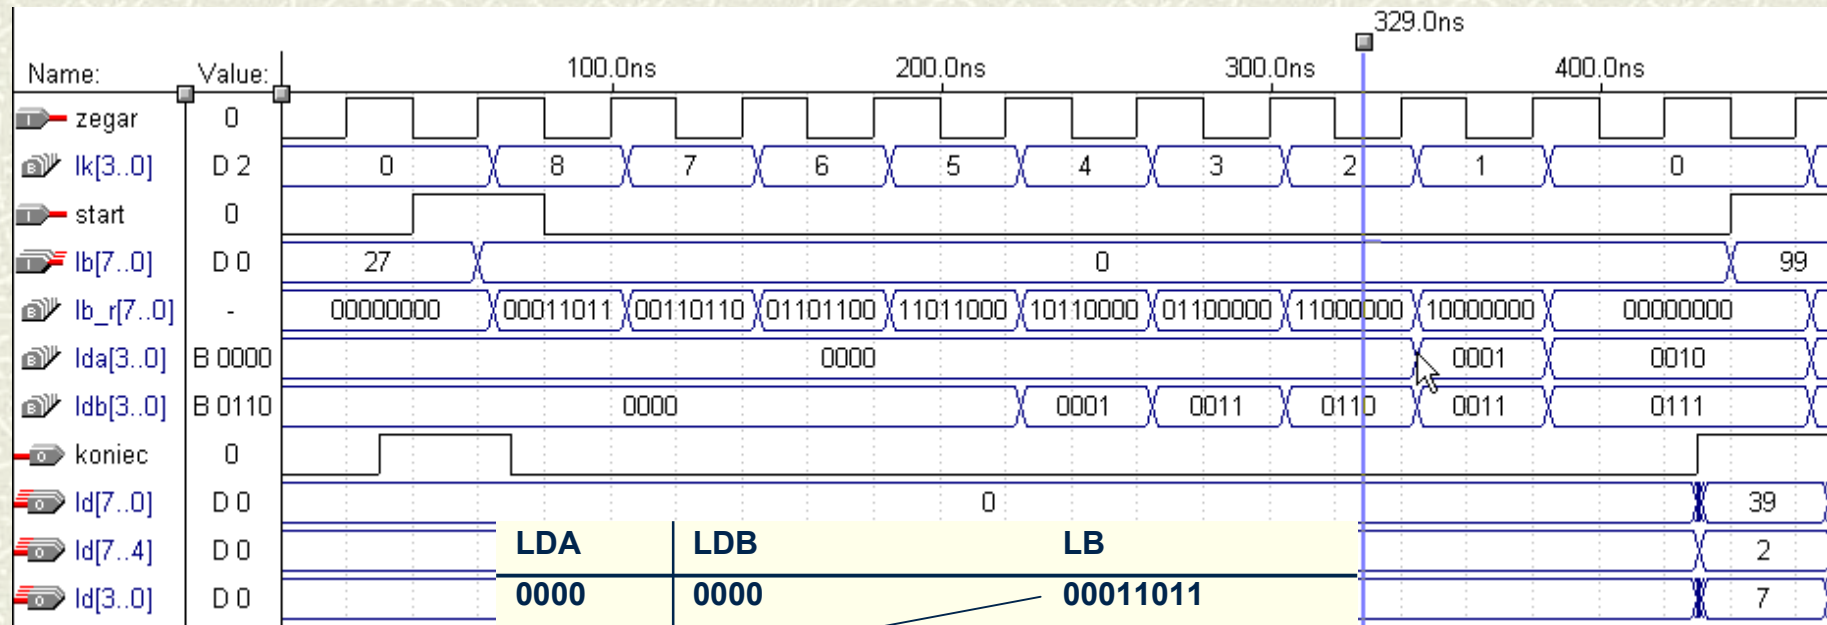 329.0ns
Name: Value: 100.0ns 200.0ns 300.0ns 400.0ns
zegar 0
lk[3..0] D 2 0 8 7 6 5 4 3 2 1 0
start 0
lb[7..0] D 0 27 0 99
lb_r[7..0] - 00000000 00011011 00110110 01101100 11011000 10110000 01100000 11000000 10000000 00000000
lda[3..0] B 0000 0000 0001 0010
ldb[3..0] B 0110 0000 0001 0011 0110 0011 0111
koniec 0
ld[7..0] D 0 0 39
ld[7..4] D 0 2
ld[3..0] D 0 7
LDA LDB LB
0000 0000 00011011